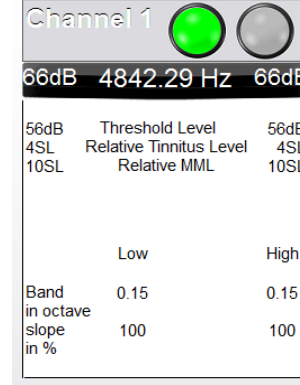 Channel 1
66dB 4842.29 Hz 66dB
56dB Threshold Level 56dB
4SL Relative Tinnitus Level 4SL
10SL Relative MML 10SL
Low High
Band 0.15 0.15
in octave
slope 100 100
in %